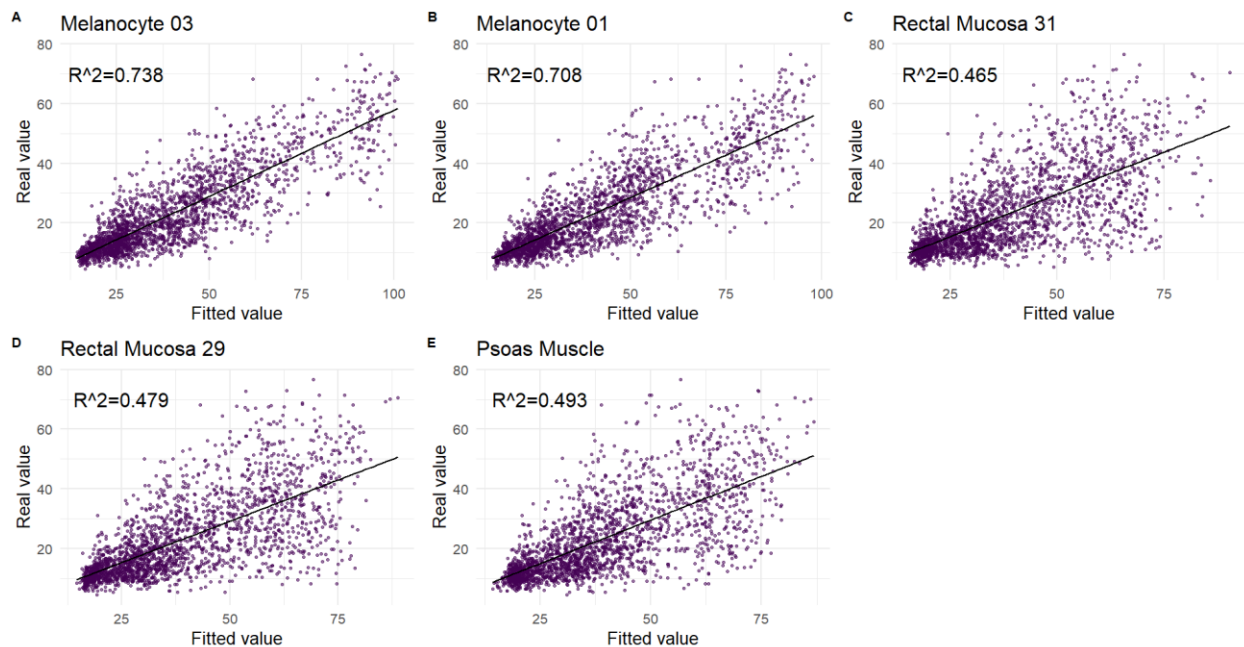 A
Melanocyte 03
80
60
40
20
Real value
R^2=0.738
25
50
75
100
Fitted value
B
Melanocyte 01
80
60
40
20
Real value
R^2=0.708
25
50
75
100
Fitted value
C
Rectal Mucosa 31
80
60
40
20
Real value
R^2=0.465
25
50
75
Fitted value
D
Rectal Mucosa 29
80
60
40
20
Real value
R^2=0.479
25
50
75
Fitted value
E
Psoas Muscle
80
60
40
20
Real value
R^2=0.493
25
50
75
Fitted value